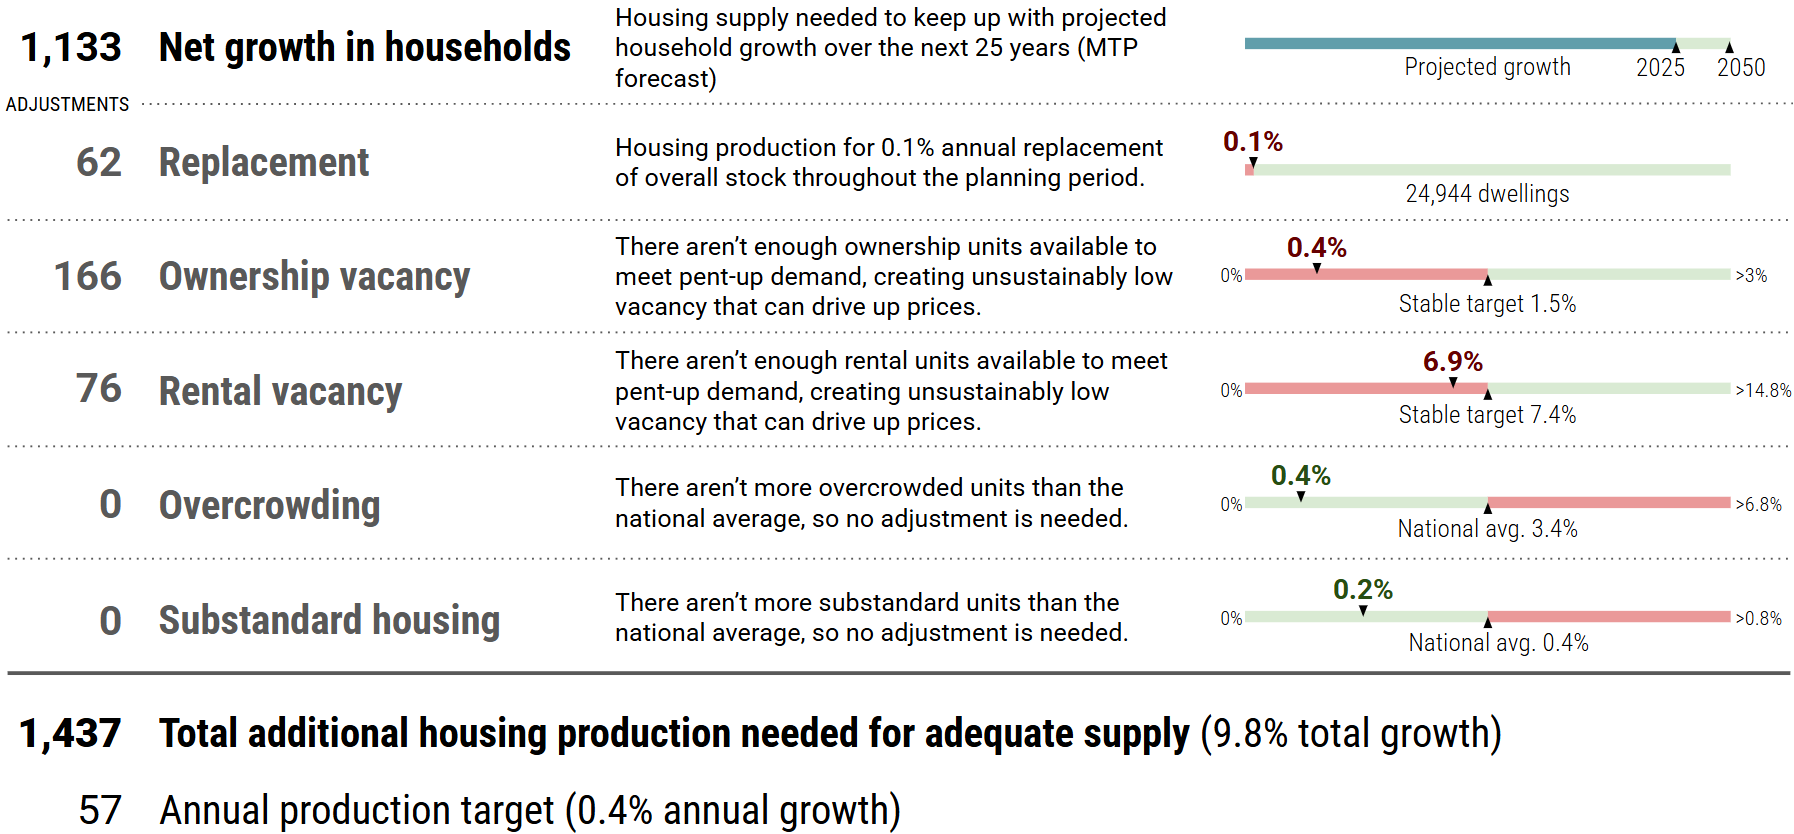 1,133 Net growth in households
Housing supply needed to keep up with projected
household growth over the next 25 years (MTP
forecast)
Projected growth 2025 2050
ADJUSTMENTS
62 Replacement
Housing production for 0.1% annual replacement
of overall stock throughout the planning period.
0.1%
24,944 dwellings
166 Ownership vacancy
There aren’t enough ownership units available to
meet pent-up demand, creating unsustainably low
vacancy that can drive up prices.
0.4%
0% >3%
Stable target 1.5%
76 Rental vacancy
There aren’t enough rental units available to meet
pent-up demand, creating unsustainably low
vacancy that can drive up prices.
6.9%
0% >14.8%
Stable target 7.4%
0 Overcrowding
There aren’t more overcrowded units than the
national average, so no adjustment is needed.
0.4%
0% >6.8%
National avg. 3.4%
0 Substandard housing
There aren’t more substandard units than the
national average, so no adjustment is needed.
0.2%
0% >0.8%
National avg. 0.4%
1,437 Total additional housing production needed for adequate supply (9.8% total growth)
57 Annual production target (0.4% annual growth)